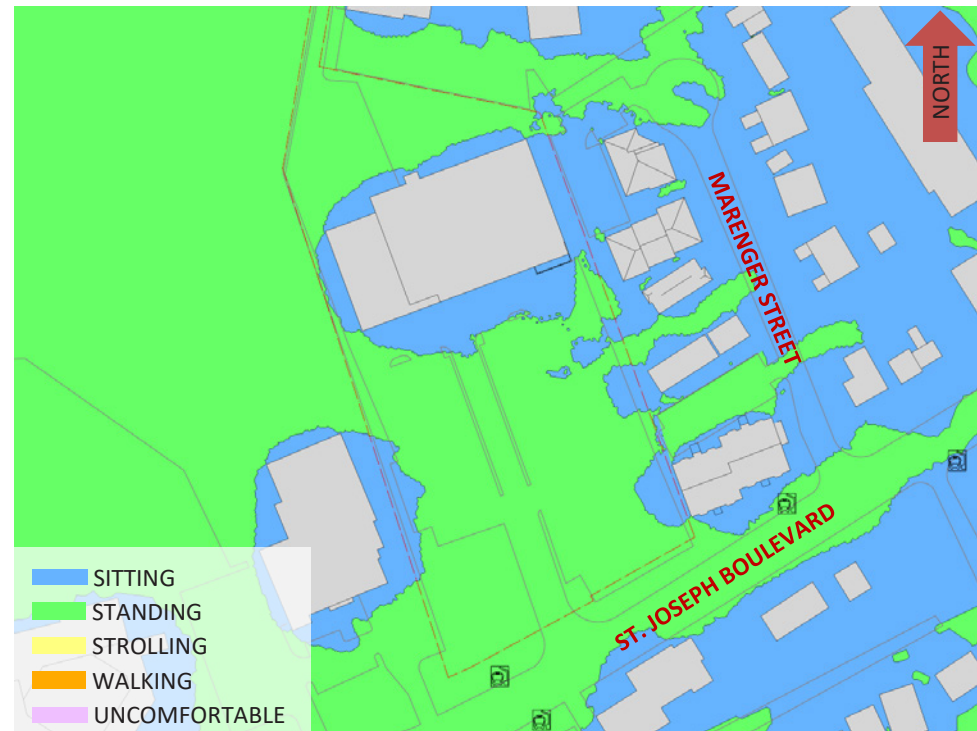 NORTH
MARENGER STREET
ST. JOSEPH BOULEVARD
SITTING
STANDING
STROLLING
WALKING
UNCOMFORTABLE